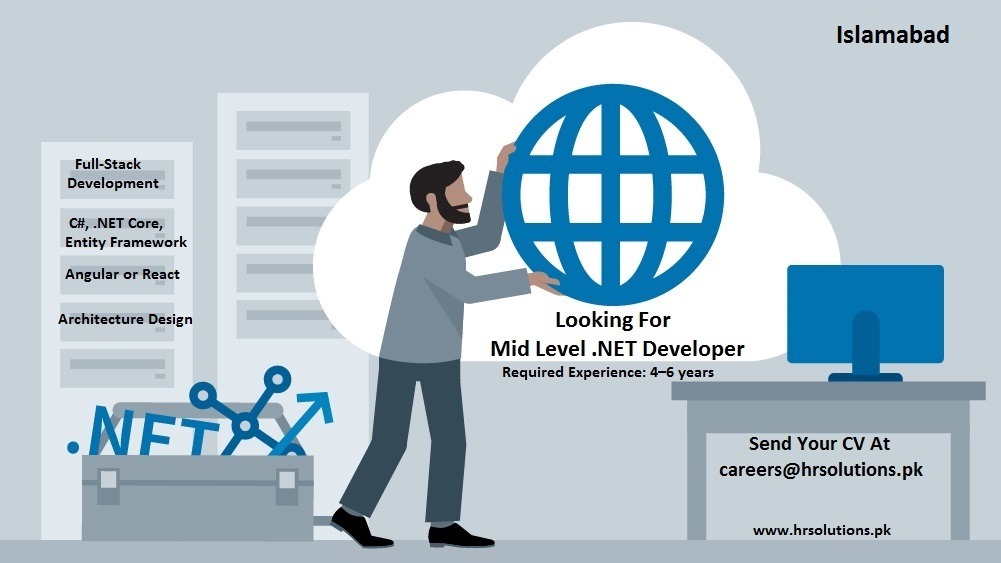 Islamabad
Full-Stack
Development
C#, .NET Core,
Entity Framework
Angular or React
Architecture Design
.NET
Looking For
Mid Level .NET Developer
Required Experience: 4–6 years
Send Your CV At
careers@hrsolutions.pk
www.hrsolutions.pk